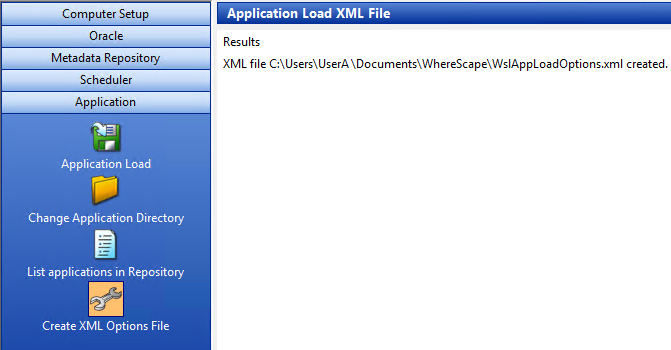 Computer Setup
Oracle
Metadata Repository
Scheduler
Application
Application Load
Change Application Directory
List applications in Repository
Create XML Options File
Application Load XML File
Results
XML file C:\Users\UserA\Documents\WhereScape\WslAppLoadOptions.xml created.